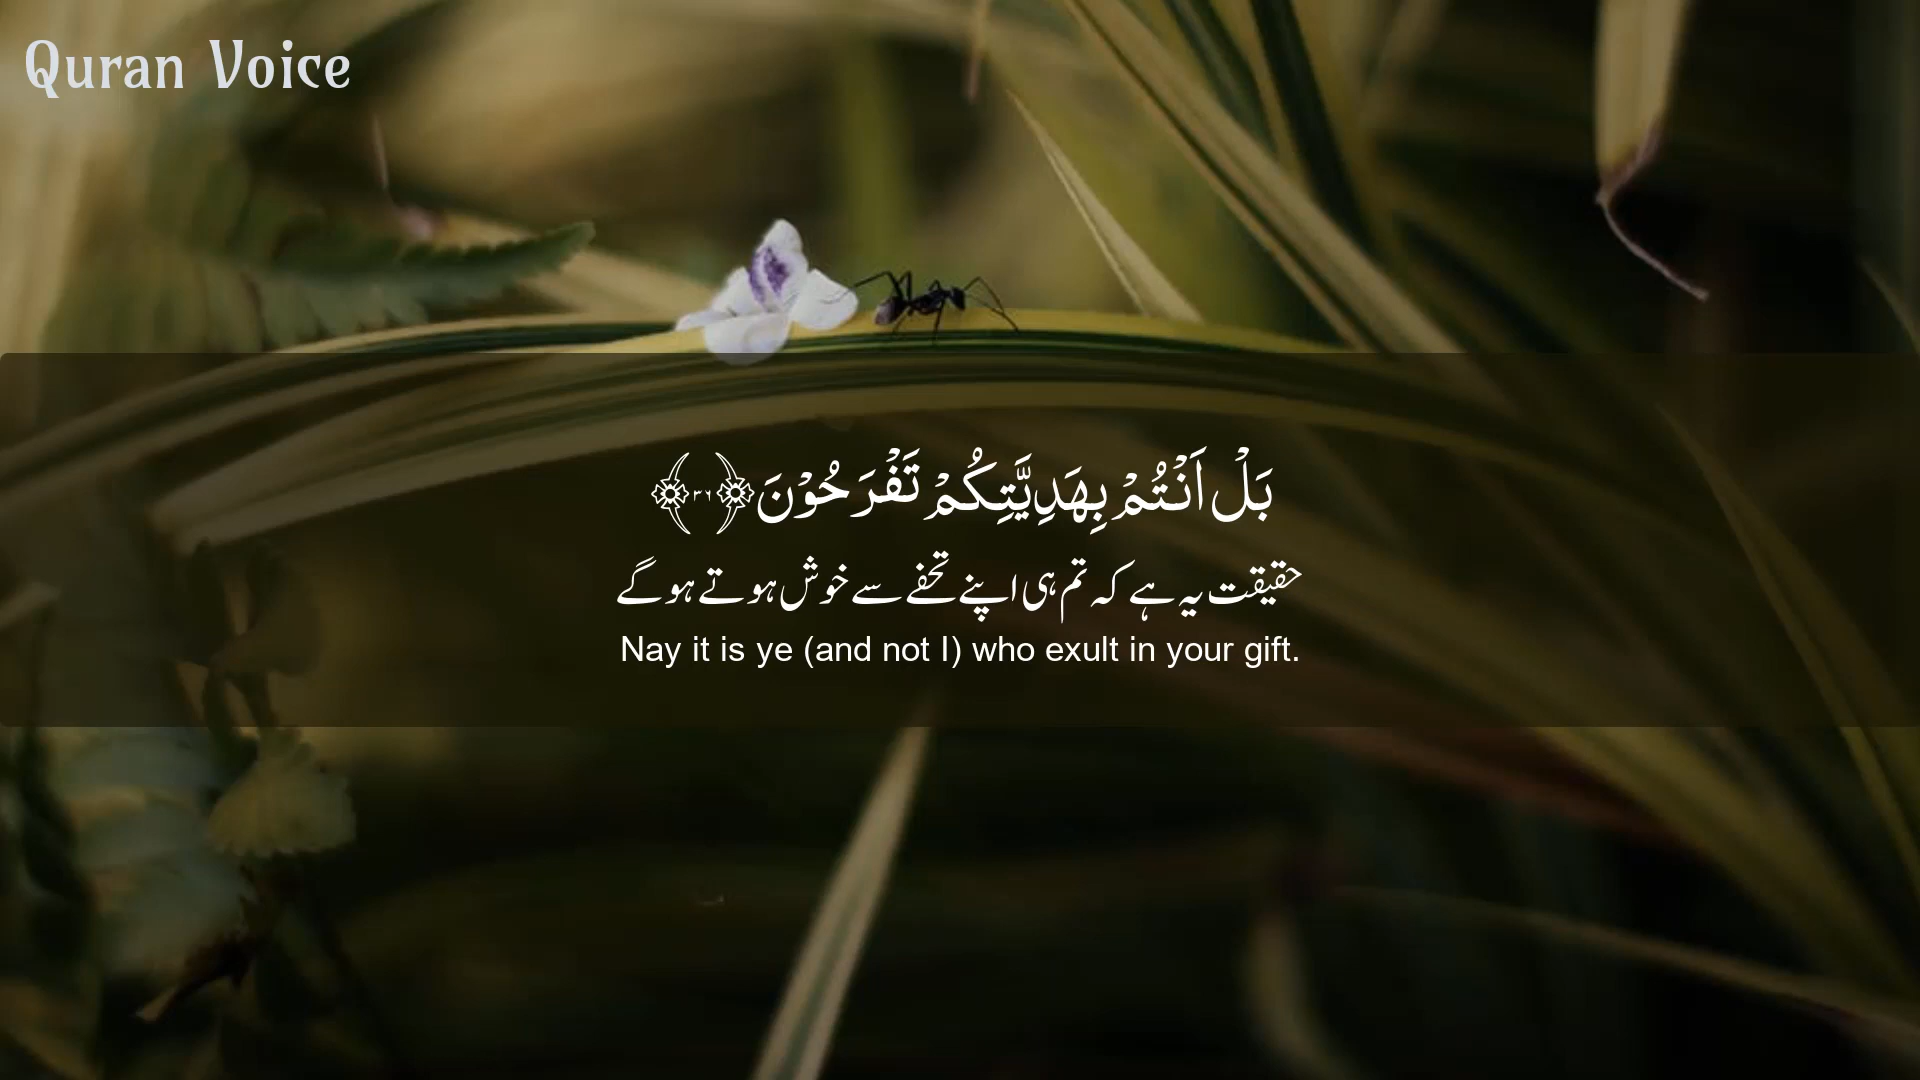 Quran Voice
بَلْ اَنْتُمْ بِهَدِيَّتِكُمْ تَفْرَحُوْنَ ﴿۳۶﴾
حقیقت یہ ہے کہ تم ہی اپنے تحفے سے خوش ہوتے ہو گے
Nay it is ye (and not I) who exult in your gift.